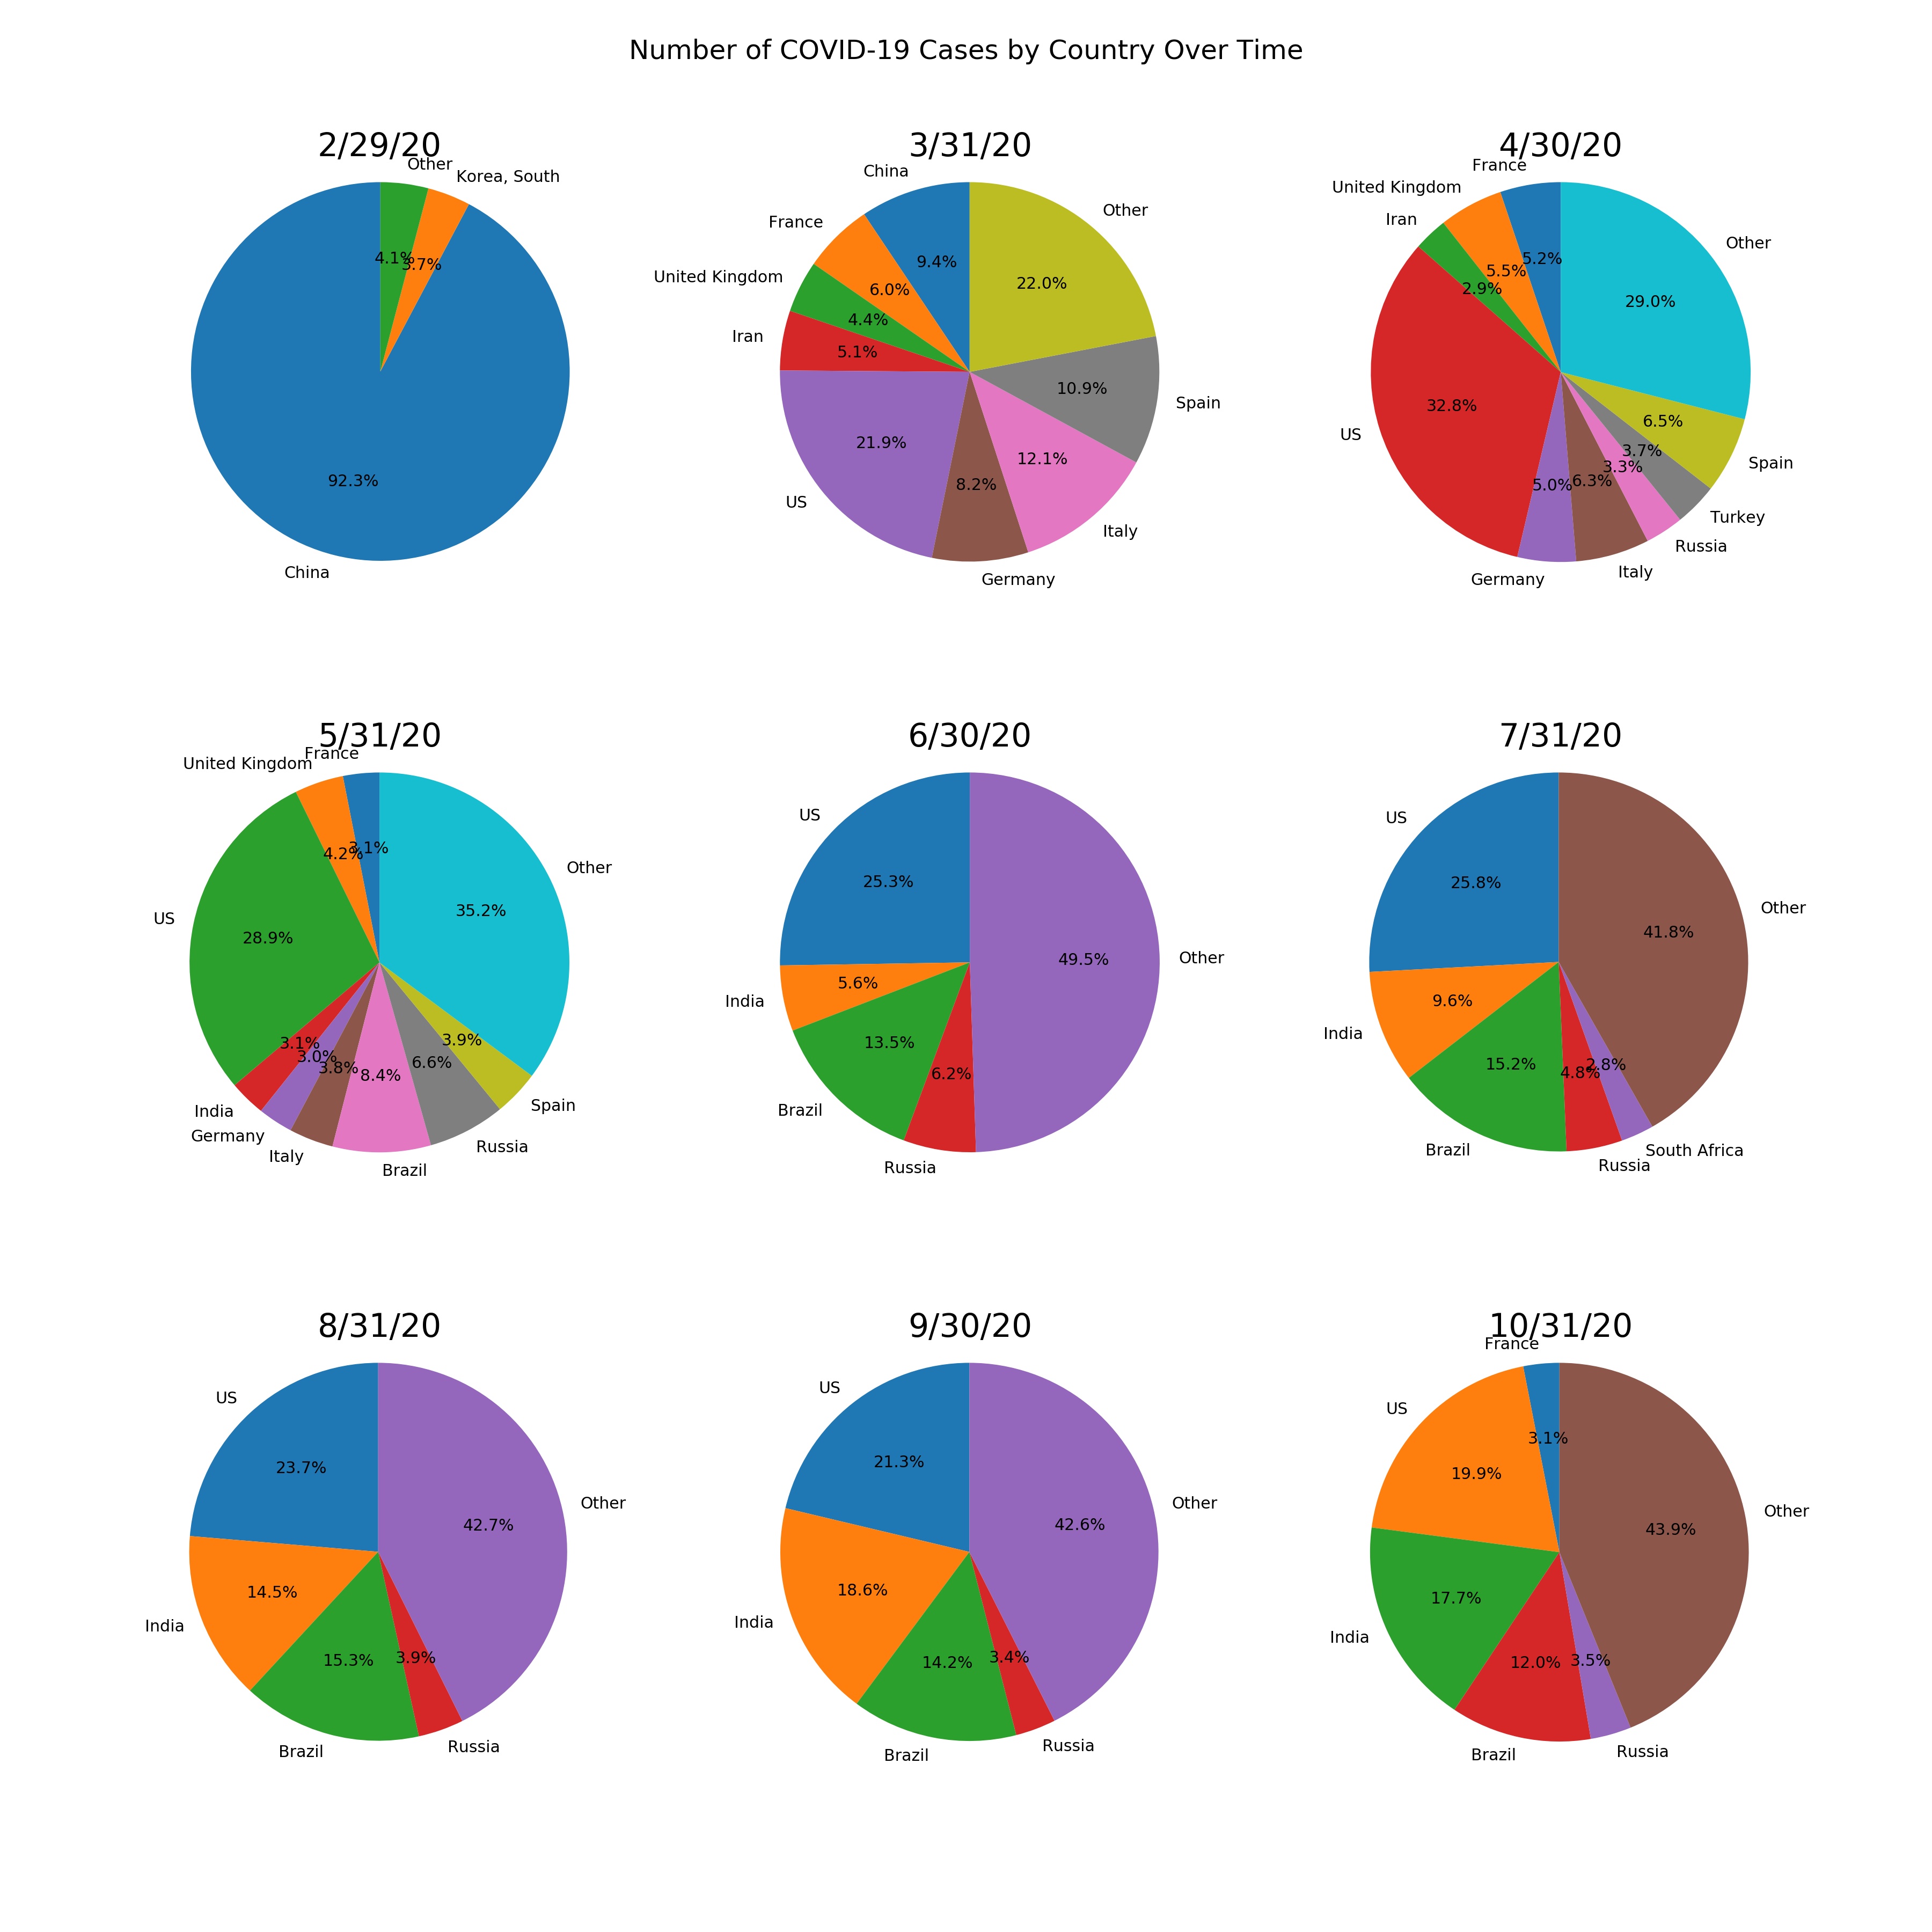 Number of COVID-19 Cases by Country Over Time
2/29/20
Other
Korea, South
4.1%
3.7%
92.3%
China
3/31/20
China
Other
France
United Kingdom
Iran
9.4%
22.0%
6.0%
4.4%
5.1%
10.9%
Spain
21.9%
12.1%
8.2%
US
Italy
Germany
4/30/20
France
United Kingdom
Iran
Other
5.2%
5.5%
2.9%
29.0%
32.8%
6.5%
US
3.7%
3.3%
Spain
5.0%
6.3%
Turkey
Russia
Italy
Germany
5/31/20
France
United Kingdom
3.1%
4.2%
Other
35.2%
US
28.9%
3.1%
3.0%
3.8%
8.4%
6.6%
3.9%
India
Germany
Italy
Brazil
Russia
Spain
6/30/20
US
25.3%
49.5%
Other
India
5.6%
13.5%
6.2%
Brazil
Russia
7/31/20
US
25.8%
Other
41.8%
9.6%
India
15.2%
4.8%
2.8%
Brazil
Russia
South Africa
8/31/20
US
23.7%
Other
42.7%
14.5%
India
15.3%
3.9%
Brazil
Russia
9/30/20
US
21.3%
Other
42.6%
18.6%
India
14.2%
3.4%
Brazil
Russia
10/31/20
France
US
3.1%
19.9%
Other
43.9%
17.7%
India
12.0%
3.5%
Brazil
Russia